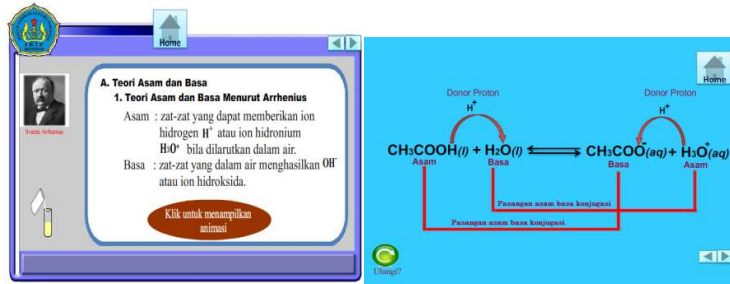 IKIP
Home
Svante Arrhenius
A. Teori Asam dan Basa
1. Teori Asam dan Basa Menurut Arrhenius
Asam : zat-zat yang dapat memberikan ion
hidrogen H⁺ atau ion hidronium
H₃O⁺ bila dilarutkan dalam air.
Basa : zat-zat yang dalam air menghasilkan OH⁻
atau ion hidroksida.
Klik untuk menampilkan
animasi
Home
Donor Proton
H⁺
Donor Proton
H⁺
CH3COOH(l) + H2O(l) ⇌ CH3COO⁻(aq) + H3O⁺(aq)
Asam Basa Basa Asam
Pasangan asam basa konjugasi
Pasangan asam basa konjugasi
Ulangi?